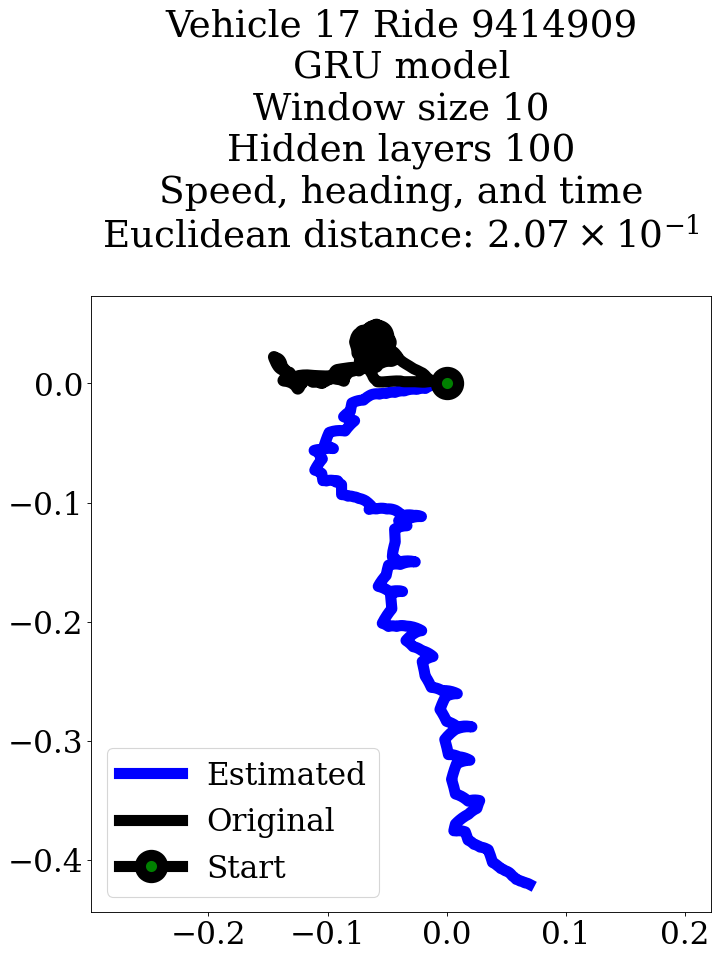 Vehicle 17 Ride 9414909
GRU model
Window size 10
Hidden layers 100
Speed, heading, and time
Euclidean distance: 2.07 × 10⁻¹
0.0
−0.1
−0.2
−0.3
−0.4
Estimated
Original
Start
−0.2 −0.1 0.0 0.1 0.2